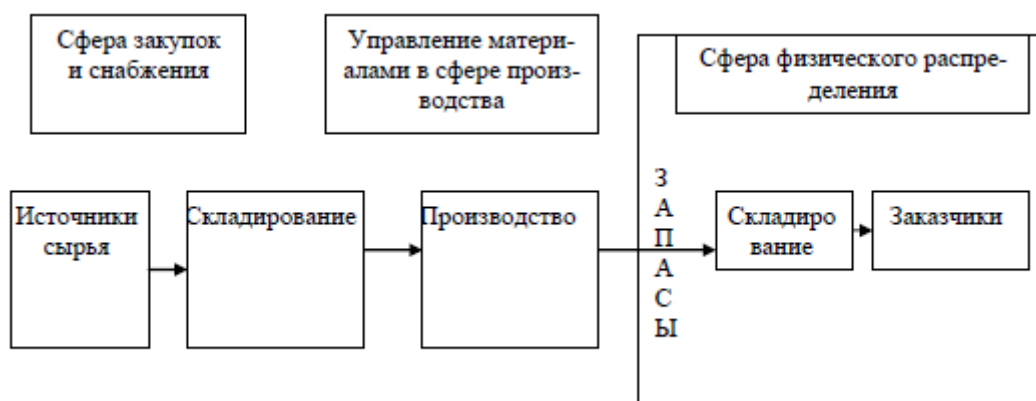 Сфера закупок
и снабжения
Управление матери-
алами в сфере произ-
водства
Сфера физического распре-
деления
Источники
сырья
Складирование
Производство
З
А
П
А
С
Ы
Складиро
вание
Заказчики